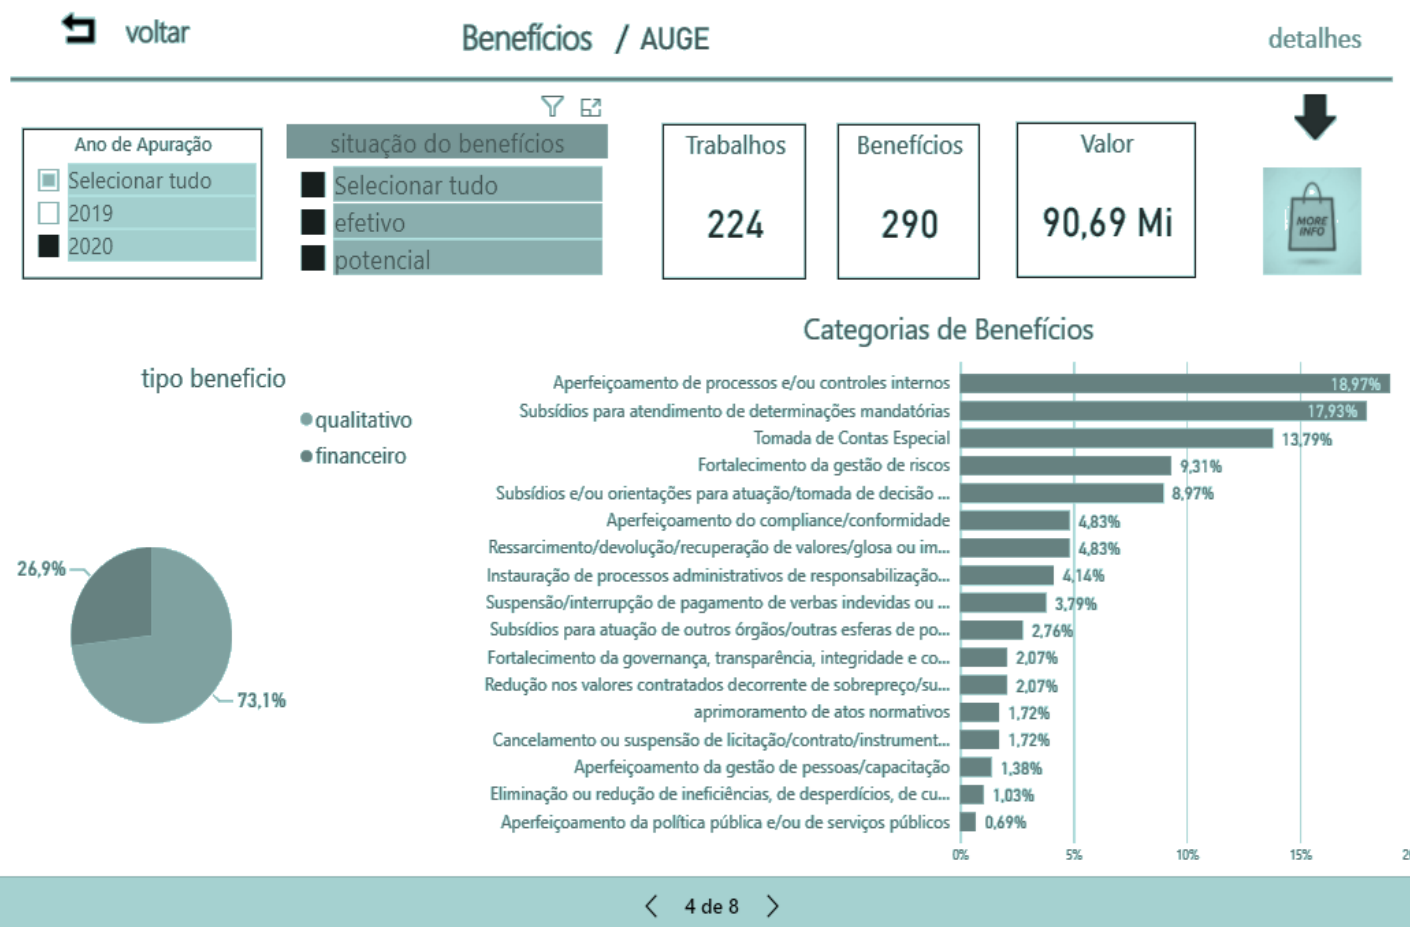 voltar
Benefícios / AUGE
detalhes
Ano de Apuração
Selecionar tudo
2019
2020
situação do benefícios
Selecionar tudo
efetivo
potencial
Trabalhos
224
Benefícios
290
Valor
90,69 Mi
MORE
INFO
tipo beneficio
qualitativo
financeiro
26,9%
73,1%
Categorias de Benefícios
Aperfeiçoamento de processos e/ou controles internos 18,97%
Subsídios para atendimento de determinações mandatórias 17,93%
Tomada de Contas Especial 13,79%
Fortalecimento da gestão de riscos 9,31%
Subsídios e/ou orientações para atuação/tomada de decisão ... 8,97%
Aperfeiçoamento do compliance/conformidade 4,83%
Ressarcimento/devolução/recuperação de valores/glosa ou im... 4,83%
Instauração de processos administrativos de responsabilização... 4,14%
Suspensão/interrupção de pagamento de verbas indevidas ou ... 3,79%
Subsídios para atuação de outros órgãos/outras esferas de po... 2,76%
Fortalecimento da governança, transparência, integridade e co... 2,07%
Redução nos valores contratados decorrente de sobrepreço/su... 2,07%
aprimoramento de atos normativos 1,72%
Cancelamento ou suspensão de licitação/contrato/instrument... 1,72%
Aperfeiçoamento da gestão de pessoas/capacitação 1,38%
Eliminação ou redução de ineficiências, de desperdícios, de cu... 1,03%
Aperfeiçoamento da política pública e/ou de serviços públicos 0,69%
0% 5% 10% 15%
4 de 8